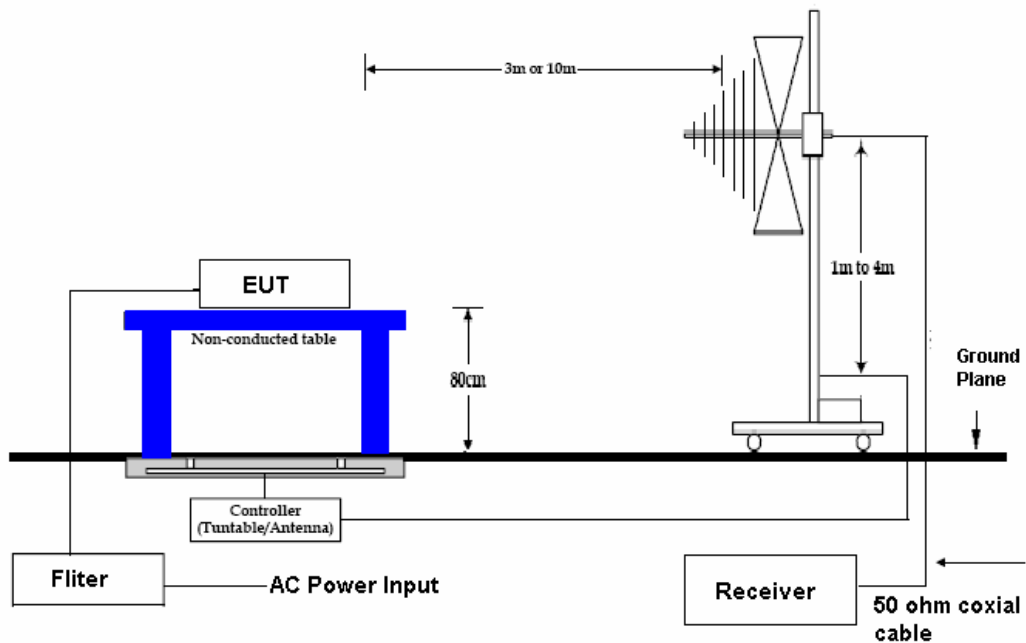 3m or 10m
1m to 4m
EUT
Non-conducted table
80cm
Ground
Plane
Controller
(Tuntable/Antenna)
Fliter
AC Power Input
Receiver
50 ohm coxial
cable